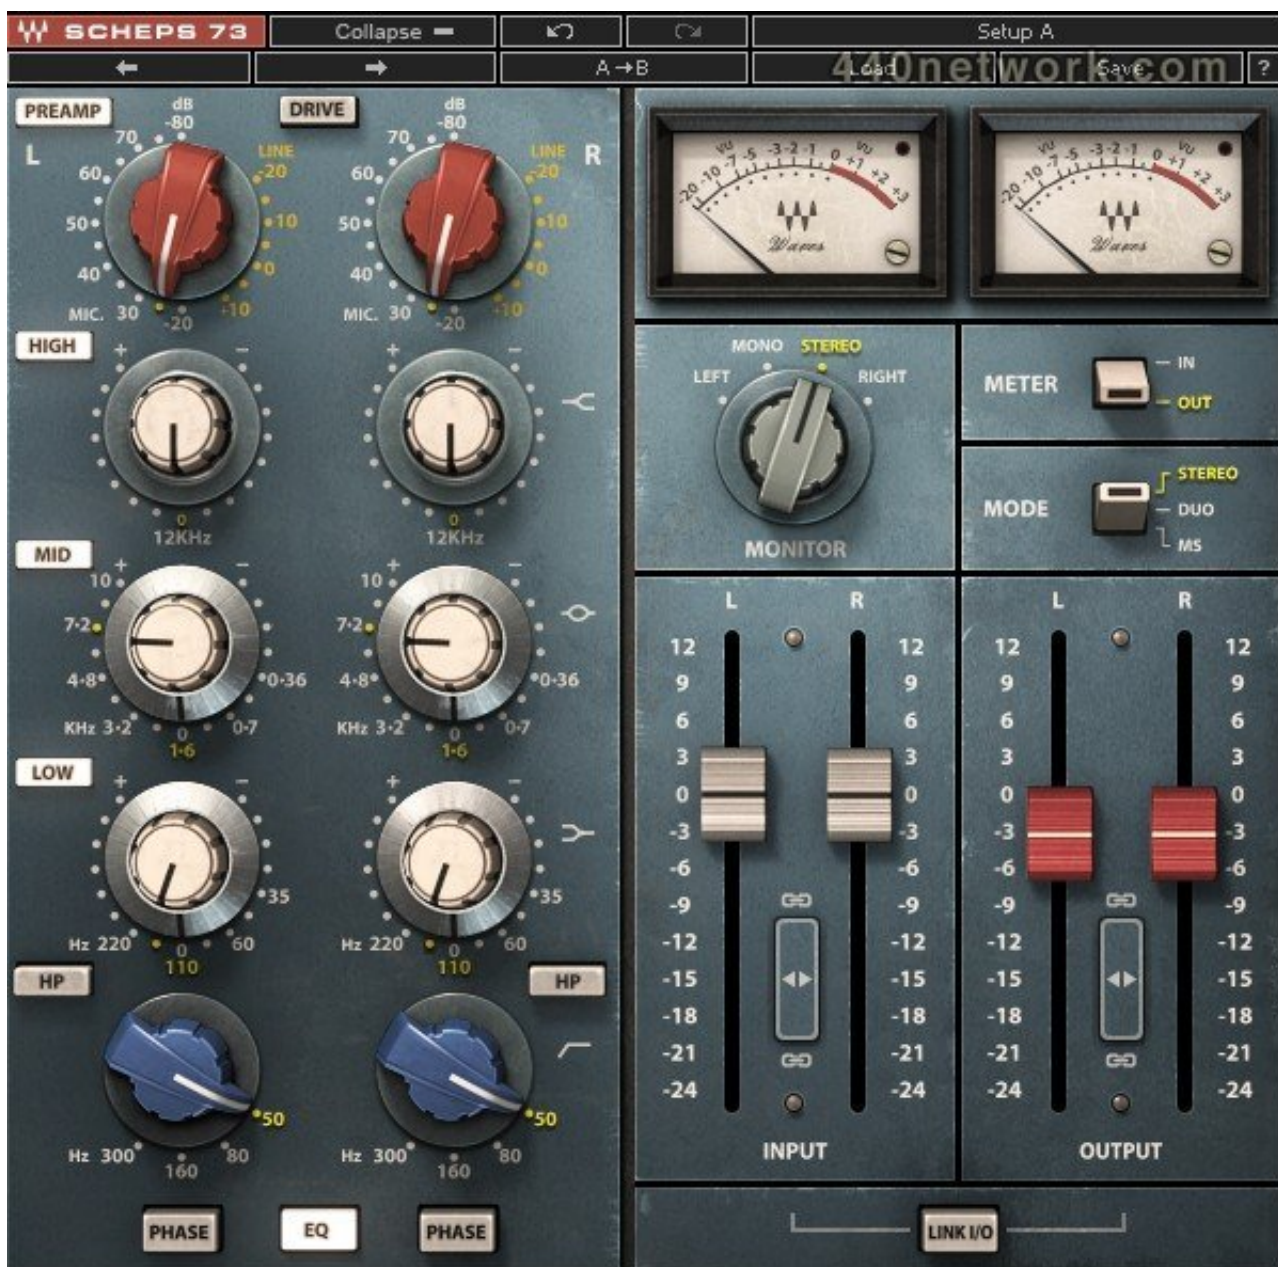 SCHEPS 73 Collapse Setup A
A→B Load Save ?
440network.com
PREAMP DRIVE
dB -80 70 60 50 40 30 MIC. -20 -10 0 +10 -20 LINE
L
dB -80 70 60 50 40 30 MIC. -20 -10 0 +10 -20 LINE
R
HIGH
+ − 0
12KHz
+ − 0
12KHz
MID
+ − 10 7·2 4·8 KHz 3·2 0 1·6 0·7 0·36
+ − 10 7·2 4·8 KHz 3·2 0 1·6 0·7 0·36
LOW
+ − Hz 220 0 110 60 35
+ − Hz 220 0 110 60 35
HP HP
50 80 160 300 Hz
50 80 160 300 Hz
PHASE EQ PHASE
-20 -10 -7 -5 -3 -2 -1 0 +1 +2 +3
VU VU
Waves
-20 -10 -7 -5 -3 -2 -1 0 +1 +2 +3
VU VU
Waves
LEFT MONO STEREO RIGHT
MONITOR
METER IN
OUT
MODE STEREO
DUO
MS
L R
12 12
9 9
6 6
3 3
0 0
-3 -3
-6 -6
-9 -9
-12 -12
-15 -15
-18 -18
-21 -21
-24 -24
INPUT
L R
12 12
9 9
6 6
3 3
0 0
-3 -3
-6 -6
-9 -9
-12 -12
-15 -15
-18 -18
-21 -21
-24 -24
OUTPUT
LINK I/O